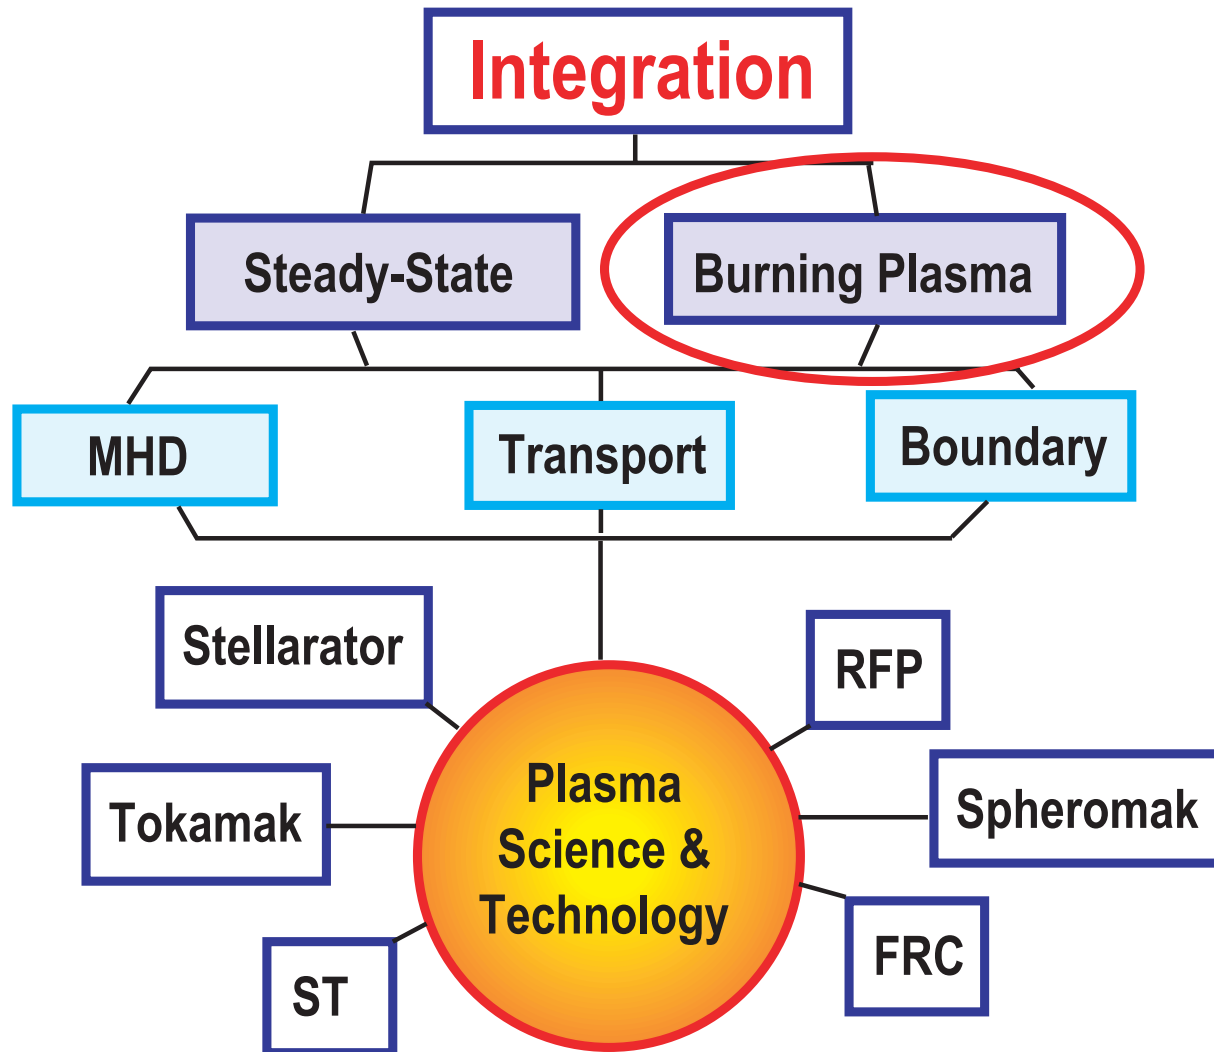 Integration
Steady-State
Burning Plasma
MHD
Transport
Boundary
Stellarator
RFP
Tokamak
Plasma
Science &
Technology
Spheromak
ST
FRC